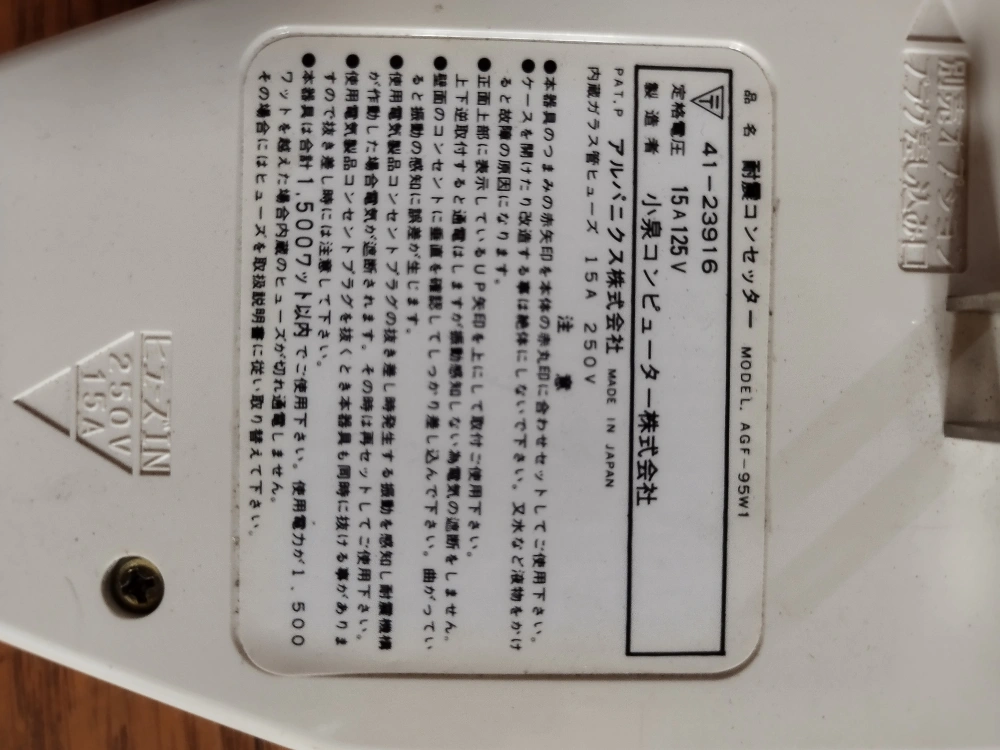 別売オプション
プラグ差し込み口
品名 耐震コンセッター MODEL. AGF-95W1
〒 41-23916
定格電圧 15A125V
製造者 小泉コンピューター株式会社
PAT.P アルパニクス株式会社 MADE IN JAPAN
内蔵ガラス管ヒューズ 15A 250V
注意
●本器具のつまみの赤矢印を本体の赤丸印に合わせセットしてご使用下さい。
●ケースを開けたり改造する事は絶体にしないで下さい。又水など液物をかけ
ると故障の原因になります。
●正面上部に表示しているUP矢印を上にして取付ご使用下さい。
上下逆取付すると通電はしますが振動感知しない為電気の遮断をしません。
●壁面のコンセントに垂直を確認してしっかり差し込んで下さい。曲がってい
ると振動の感知に誤差が生じます。
●使用電気製品コンセントプラグの抜き差し時発生する振動を感知し耐震機構
が作動した場合電気が遮断されます。その時は再セットしてご使用下さい。
●使用電気製品コンセントプラグを抜くとき本器具も同時に抜ける事がありま
すので抜き差し時には注意して下さい。
●本器具は合計1,500ワット以内でご使用下さい。使用電力が1,500
ワットを越えた場合内蔵のヒューズが切れ通電しません。
その場合にはヒューズを取扱説明書に従い取り替えて下さい。
ヒューズIN
250V
15A